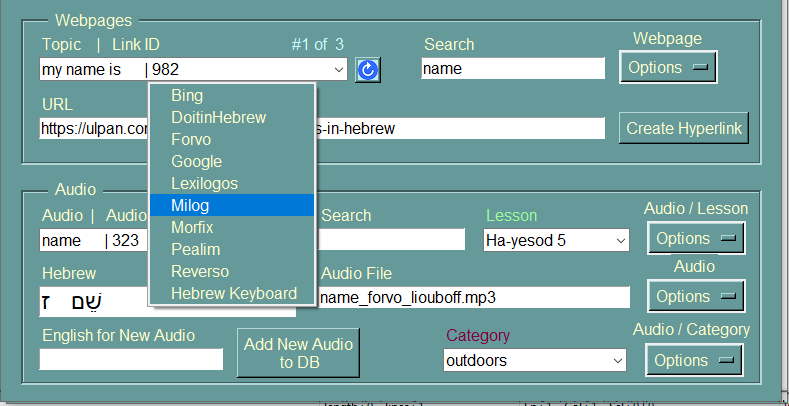 Webpages
Topic | Link ID #1 of 3 Search Webpage
my name is | 982 name Options
URL
https://ulpan.co s-in-hebrew Create Hyperlink
Bing
DoitinHebrew
Forvo
Google
Lexilogos
Milog
Morfix
Pealim
Reverso
Hebrew Keyboard
Audio
Audio | Audio Search Lesson Audio / Lesson
name | 323 Ha-yesod 5 Options
Hebrew Audio File Audio
שֵׁם ז name_forvo_liouboff.mp3 Options
English for New Audio Add New Audio to DB Category Audio / Category
outdoors Options